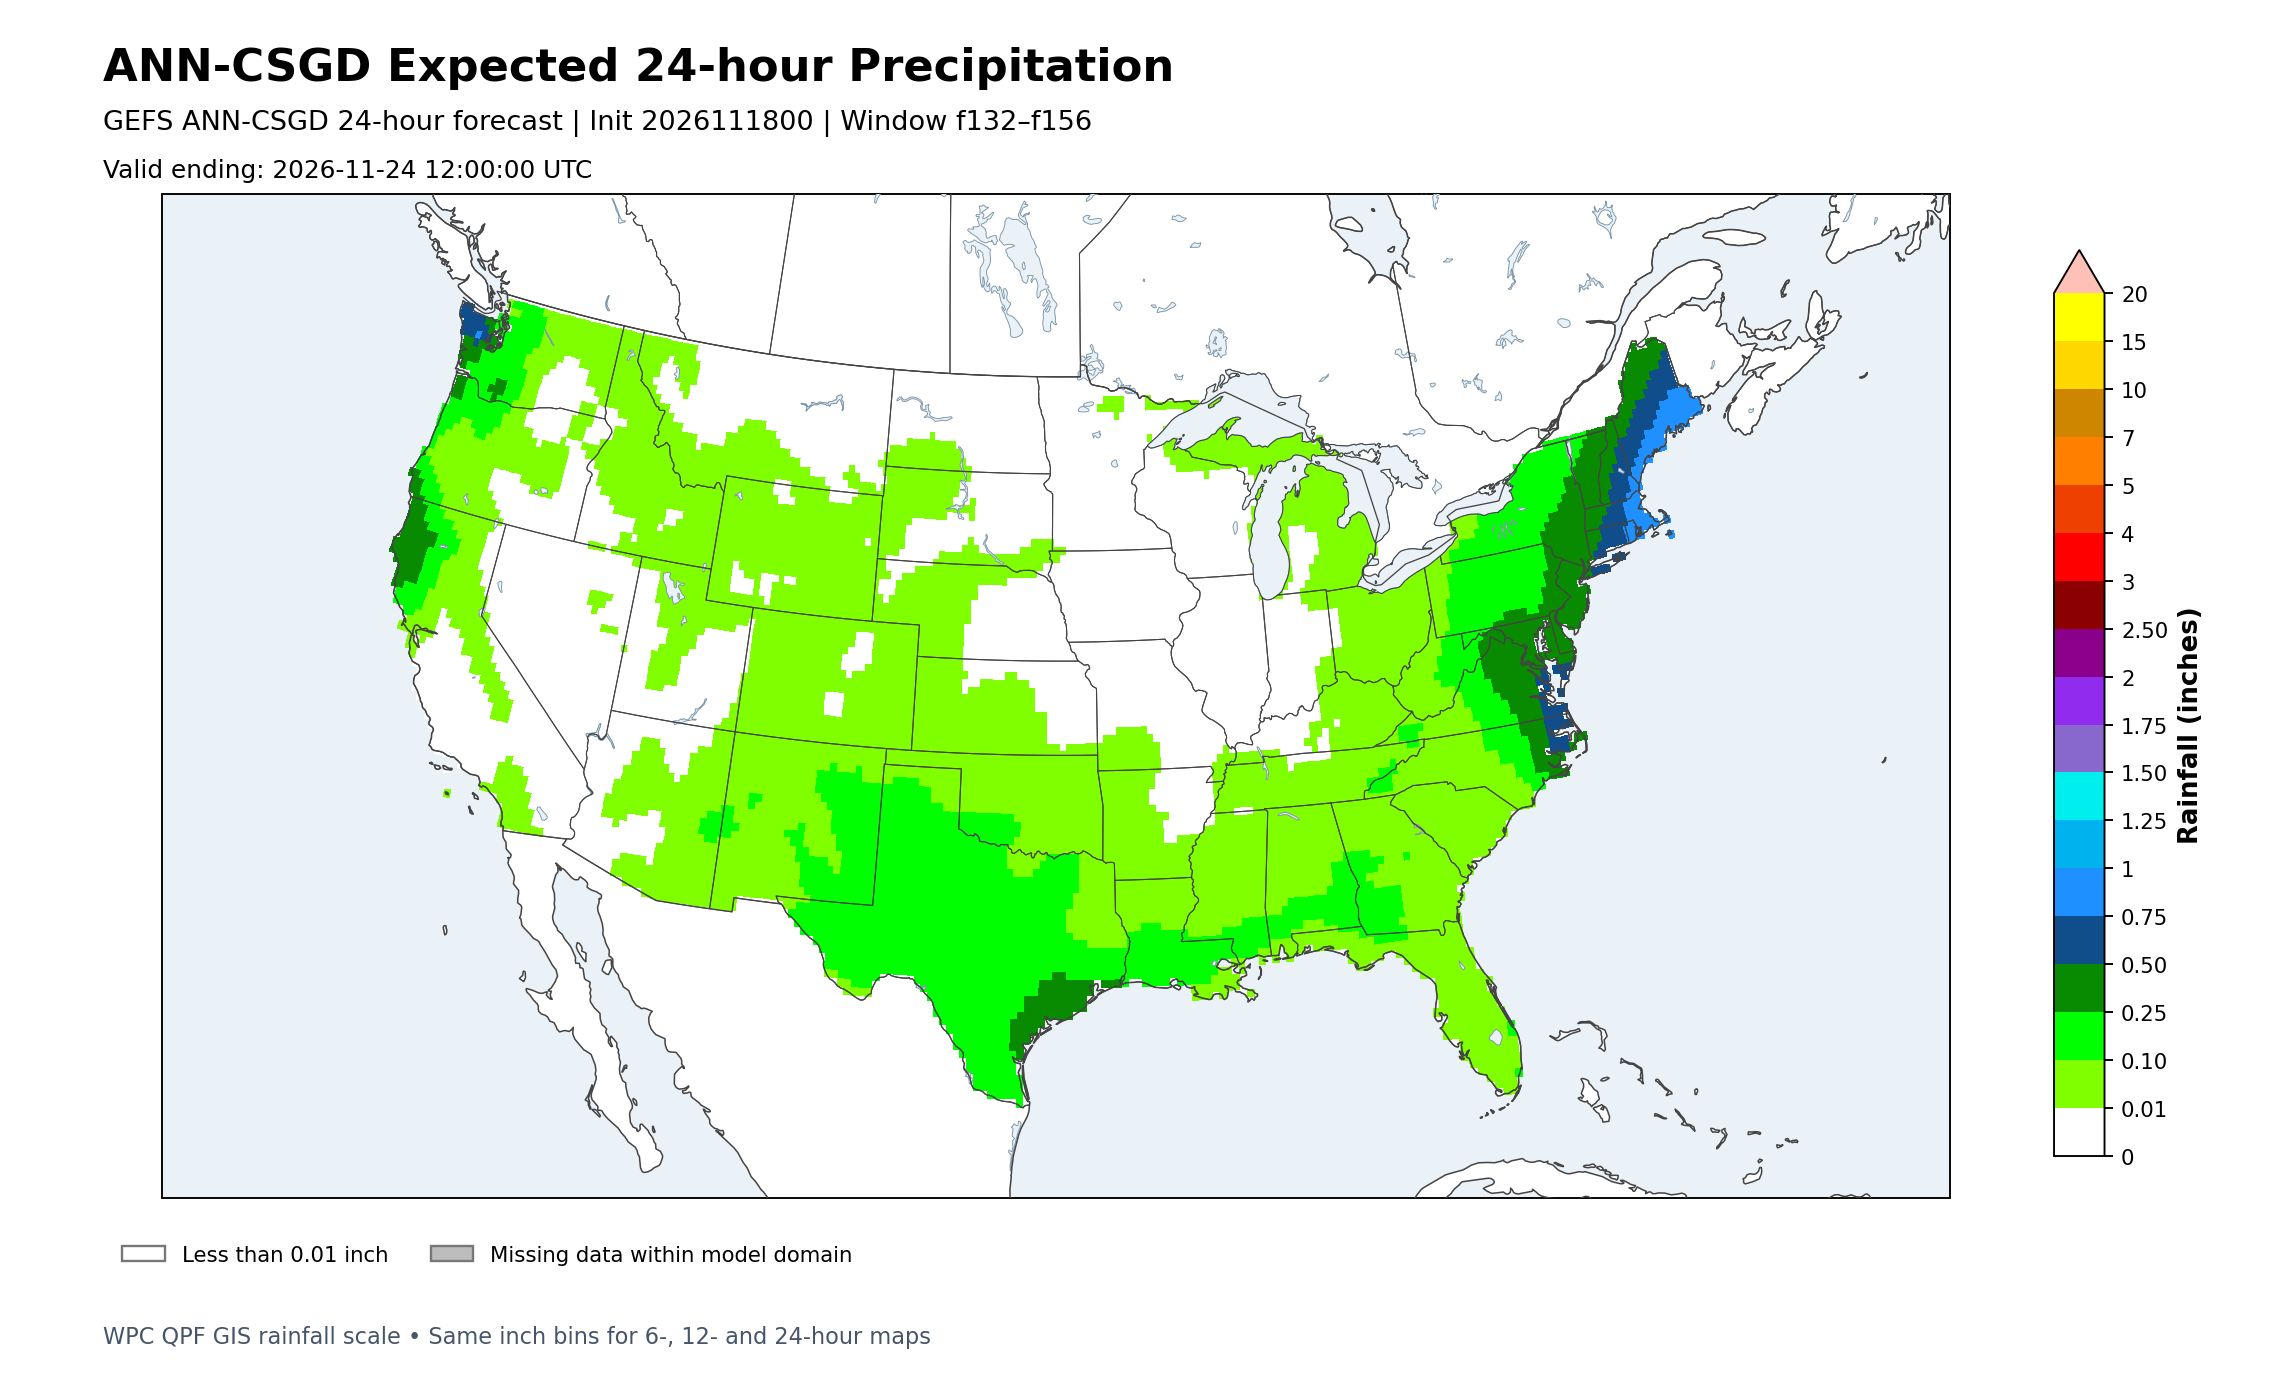 ANN-CSGD Expected 24-hour Precipitation
GEFS ANN-CSGD 24-hour forecast | Init 2026111800 | Window f132–f156
Valid ending: 2026-11-24 12:00:00 UTC
20
15
10
7
5
4
3
2.50
2
1.75
1.50
1.25
1
0.75
0.50
0.25
0.10
0.01
0
Rainfall (inches)
Less than 0.01 inch
Missing data within model domain
WPC QPF GIS rainfall scale • Same inch bins for 6-, 12- and 24-hour maps